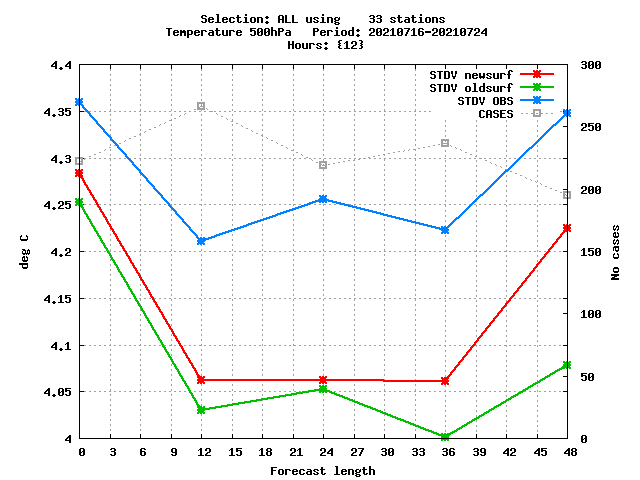 Selection: ALL using    33 stations
Temperature 500hPa   Period: 20210716-20210724
Hours: {12}
4.4
4.35
4.3
4.25
4.2
4.15
4.1
4.05
4
deg C
STDV newsurf
STDV oldsurf
STDV OBS
CASES
300
250
200
150
100
50
0
No cases
0 3 6 9 12 15 18 21 24 27 30 33 36 39 42 45 48
Forecast length